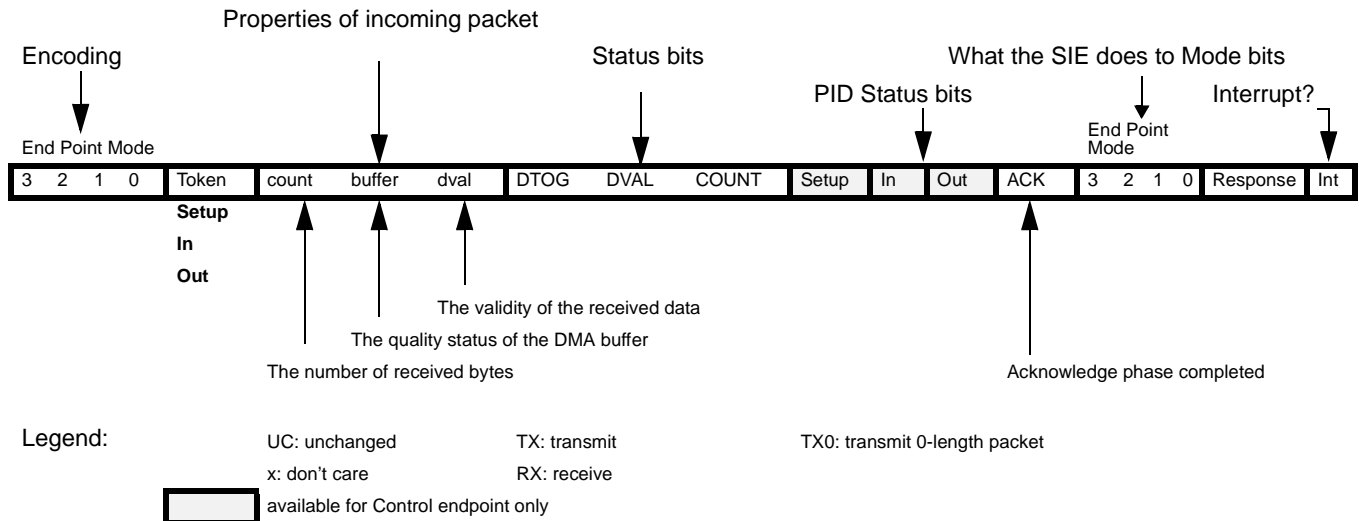 Properties of incoming packet
Encoding Status bits What the SIE does to Mode bits
PID Status bits Interrupt?
End Point Mode End Point
Mode
3 2 1 0 Token count buffer dval DTOG DVAL COUNT Setup In Out ACK 3 2 1 0 Response Int
Setup
In
Out
The validity of the received data
The quality status of the DMA buffer
The number of received bytes Acknowledge phase completed
Legend: UC: unchanged TX: transmit TX0: transmit 0-length packet
x: don't care RX: receive
available for Control endpoint only